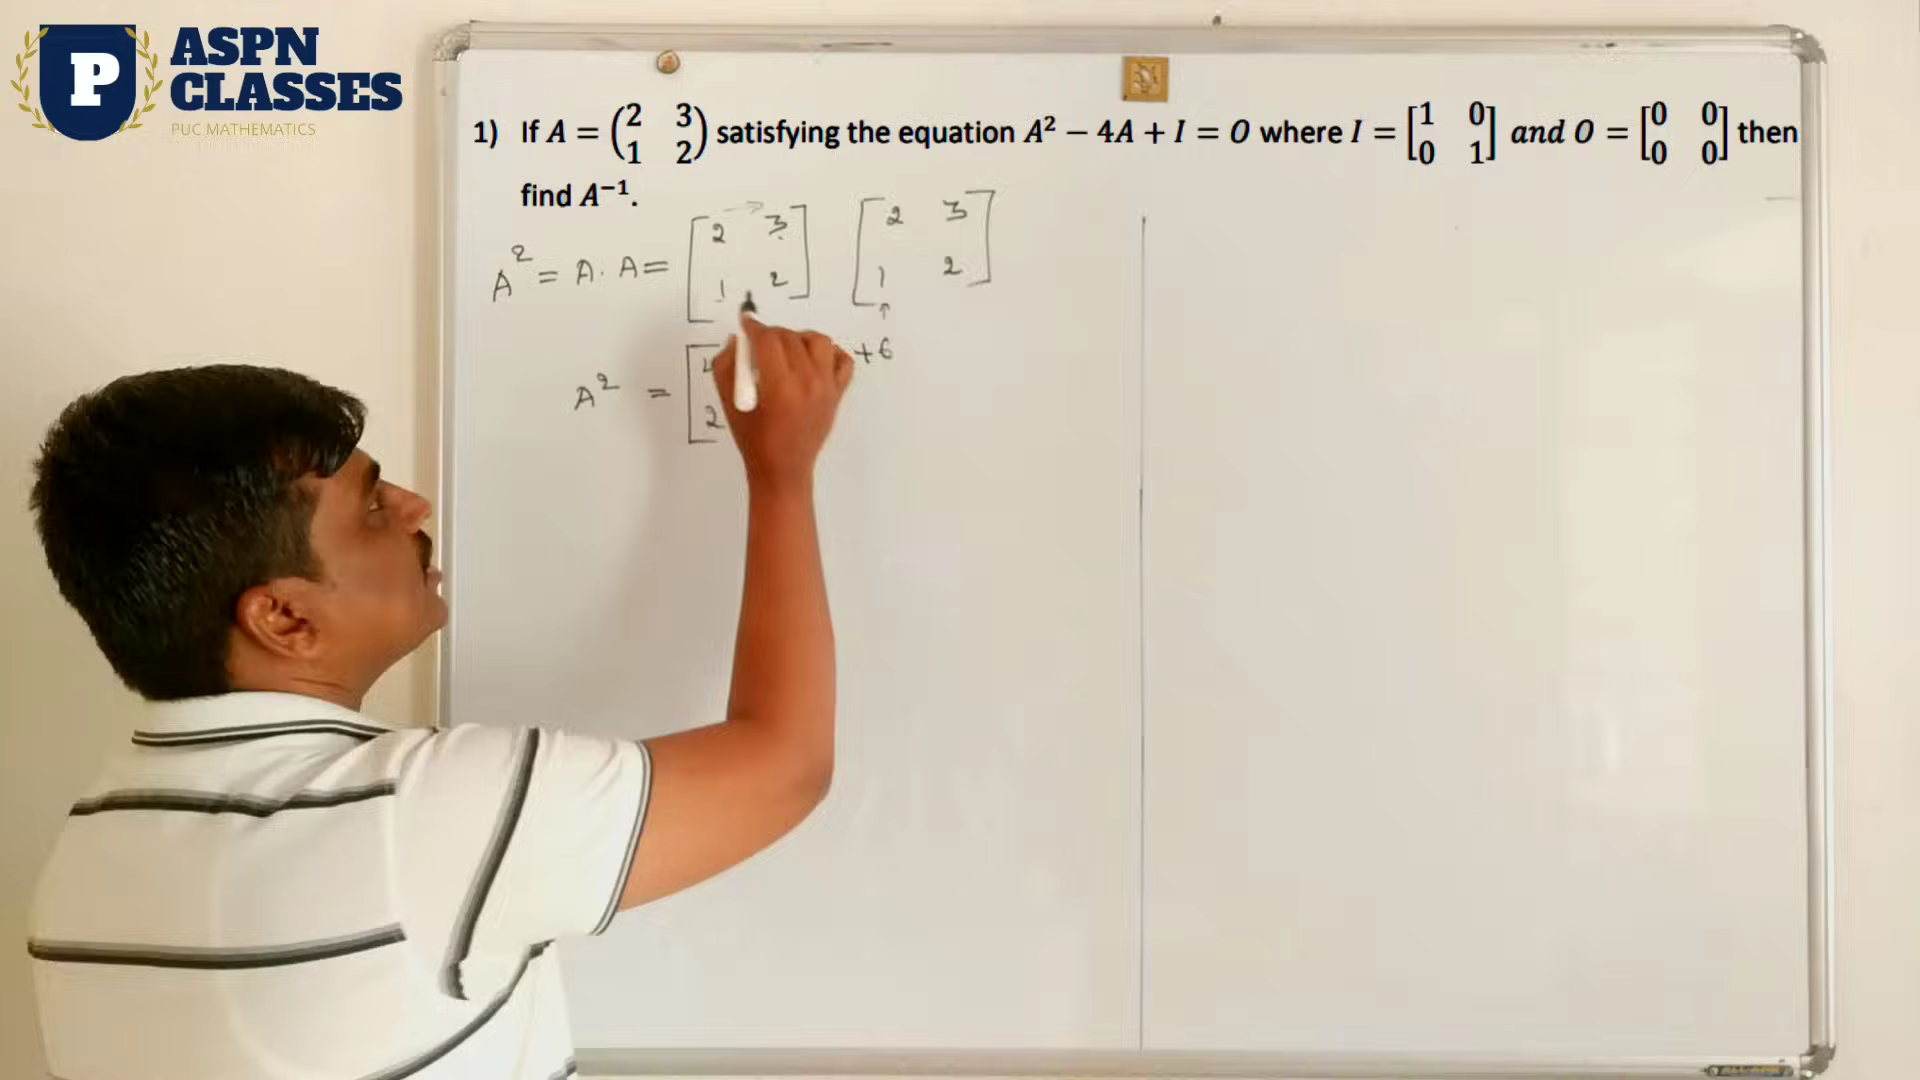 P
ASPN
CLASSES
PUC MATHEMATICS
1) If A = (2 3
1 2) satisfying the equation A² − 4A + I = O where I = [1 0
0 1] and O = [0 0
0 0] then
find A⁻¹.
A² = A · A = [2 3
1 2] [2 3
1 2]
A² = [4 +6
2